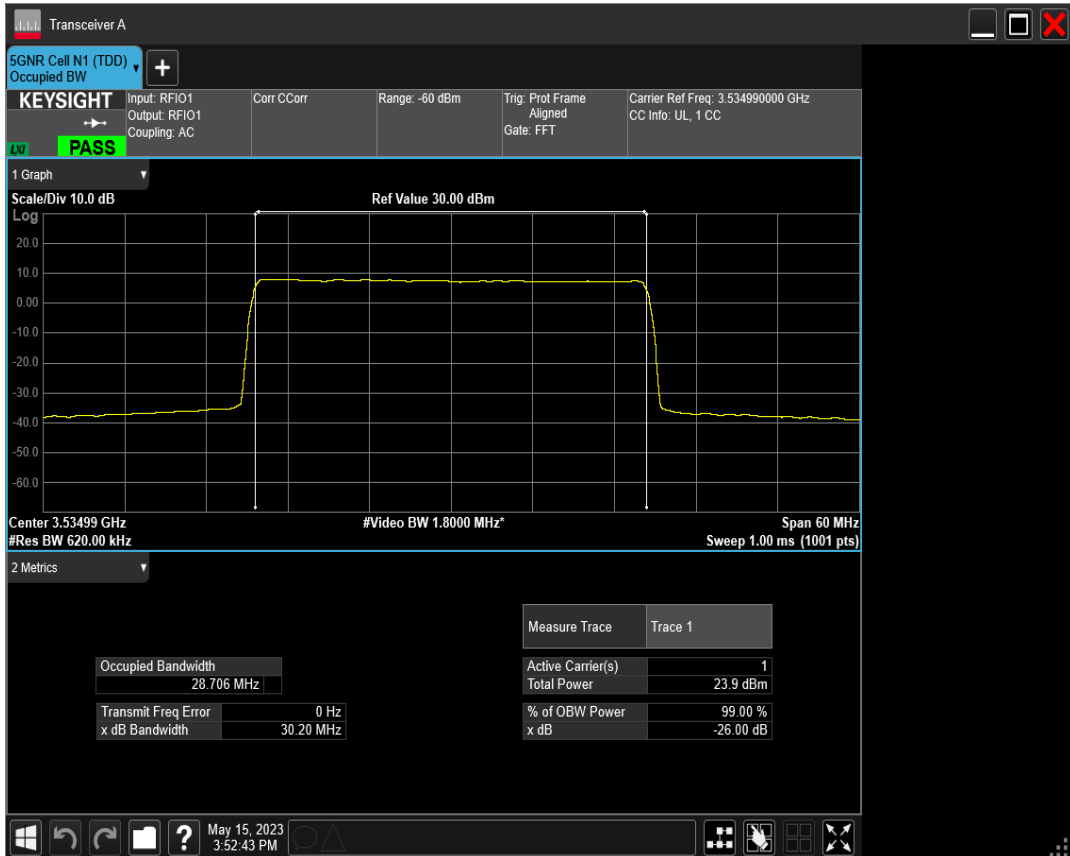 Transceiver A
5GNR Cell N1 (TDD)
Occupied BW
+
KEYSIGHT
LXI
PASS
Input: RFIO1
Output: RFIO1
Coupling: AC
Corr CCorr
Range: -60 dBm
Trig: Prot Frame
Aligned
Gate: FFT
Carrier Ref Freq: 3.534990000 GHz
CC Info: UL, 1 CC
1 Graph
Scale/Div 10.0 dB
Ref Value 30.00 dBm
Log
20.0
10.0
0.00
-10.0
-20.0
-30.0
-40.0
-50.0
-60.0
Center 3.53499 GHz
#Video BW 1.8000 MHz*
Span 60 MHz
#Res BW 620.00 kHz
Sweep 1.00 ms (1001 pts)
2 Metrics
Measure Trace Trace 1
Occupied Bandwidth
28.706 MHz
Active Carrier(s) 1
Total Power 23.9 dBm
Transmit Freq Error 0 Hz
x dB Bandwidth 30.20 MHz
% of OBW Power 99.00 %
x dB -26.00 dB
?
May 15, 2023
3:52:43 PM